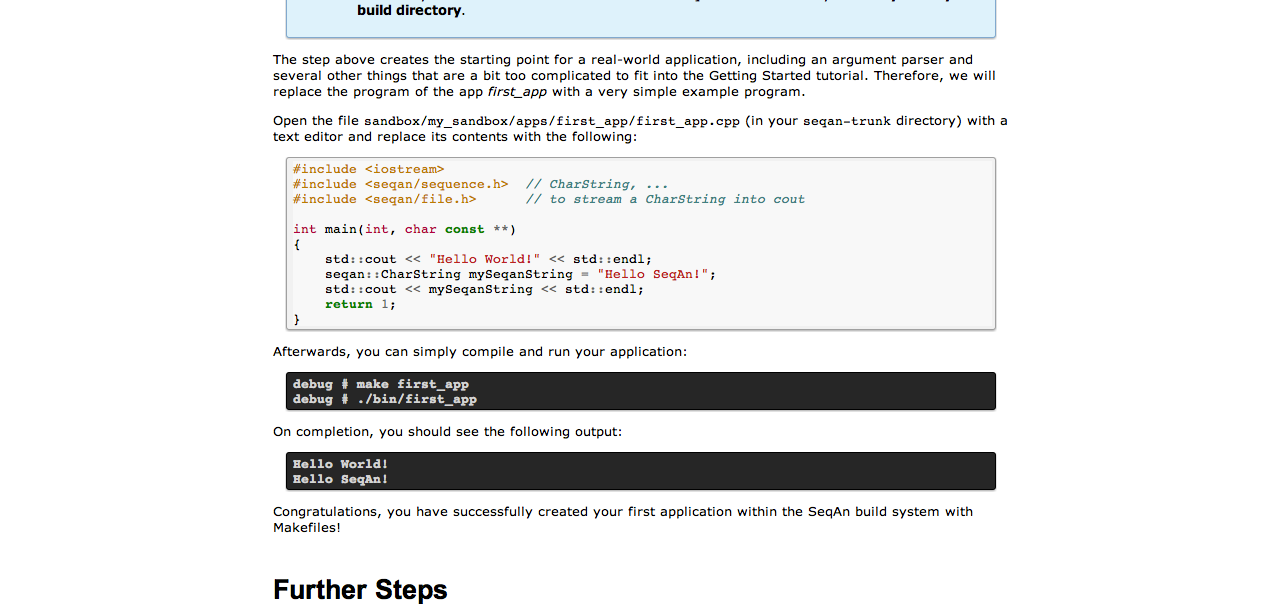 build directory.
The step above creates the starting point for a real-world application, including an argument parser and
several other things that are a bit too complicated to fit into the Getting Started tutorial. Therefore, we will
replace the program of the app first_app with a very simple example program.
Open the file sandbox/my_sandbox/apps/first_app/first_app.cpp (in your seqan-trunk directory) with a
text editor and replace its contents with the following:
#include <iostream>
#include <seqan/sequence.h>  // CharString, ...
#include <seqan/file.h>      // to stream a CharString into cout
int main(int, char const **)
{
    std::cout << "Hello World!" << std::endl;
    seqan::CharString mySeqanString = "Hello SeqAn!";
    std::cout << mySeqanString << std::endl;
    return 1;
}
Afterwards, you can simply compile and run your application:
debug # make first_app
debug # ./bin/first_app
On completion, you should see the following output:
Hello World!
Hello SeqAn!
Congratulations, you have successfully created your first application within the SeqAn build system with
Makefiles!
Further Steps